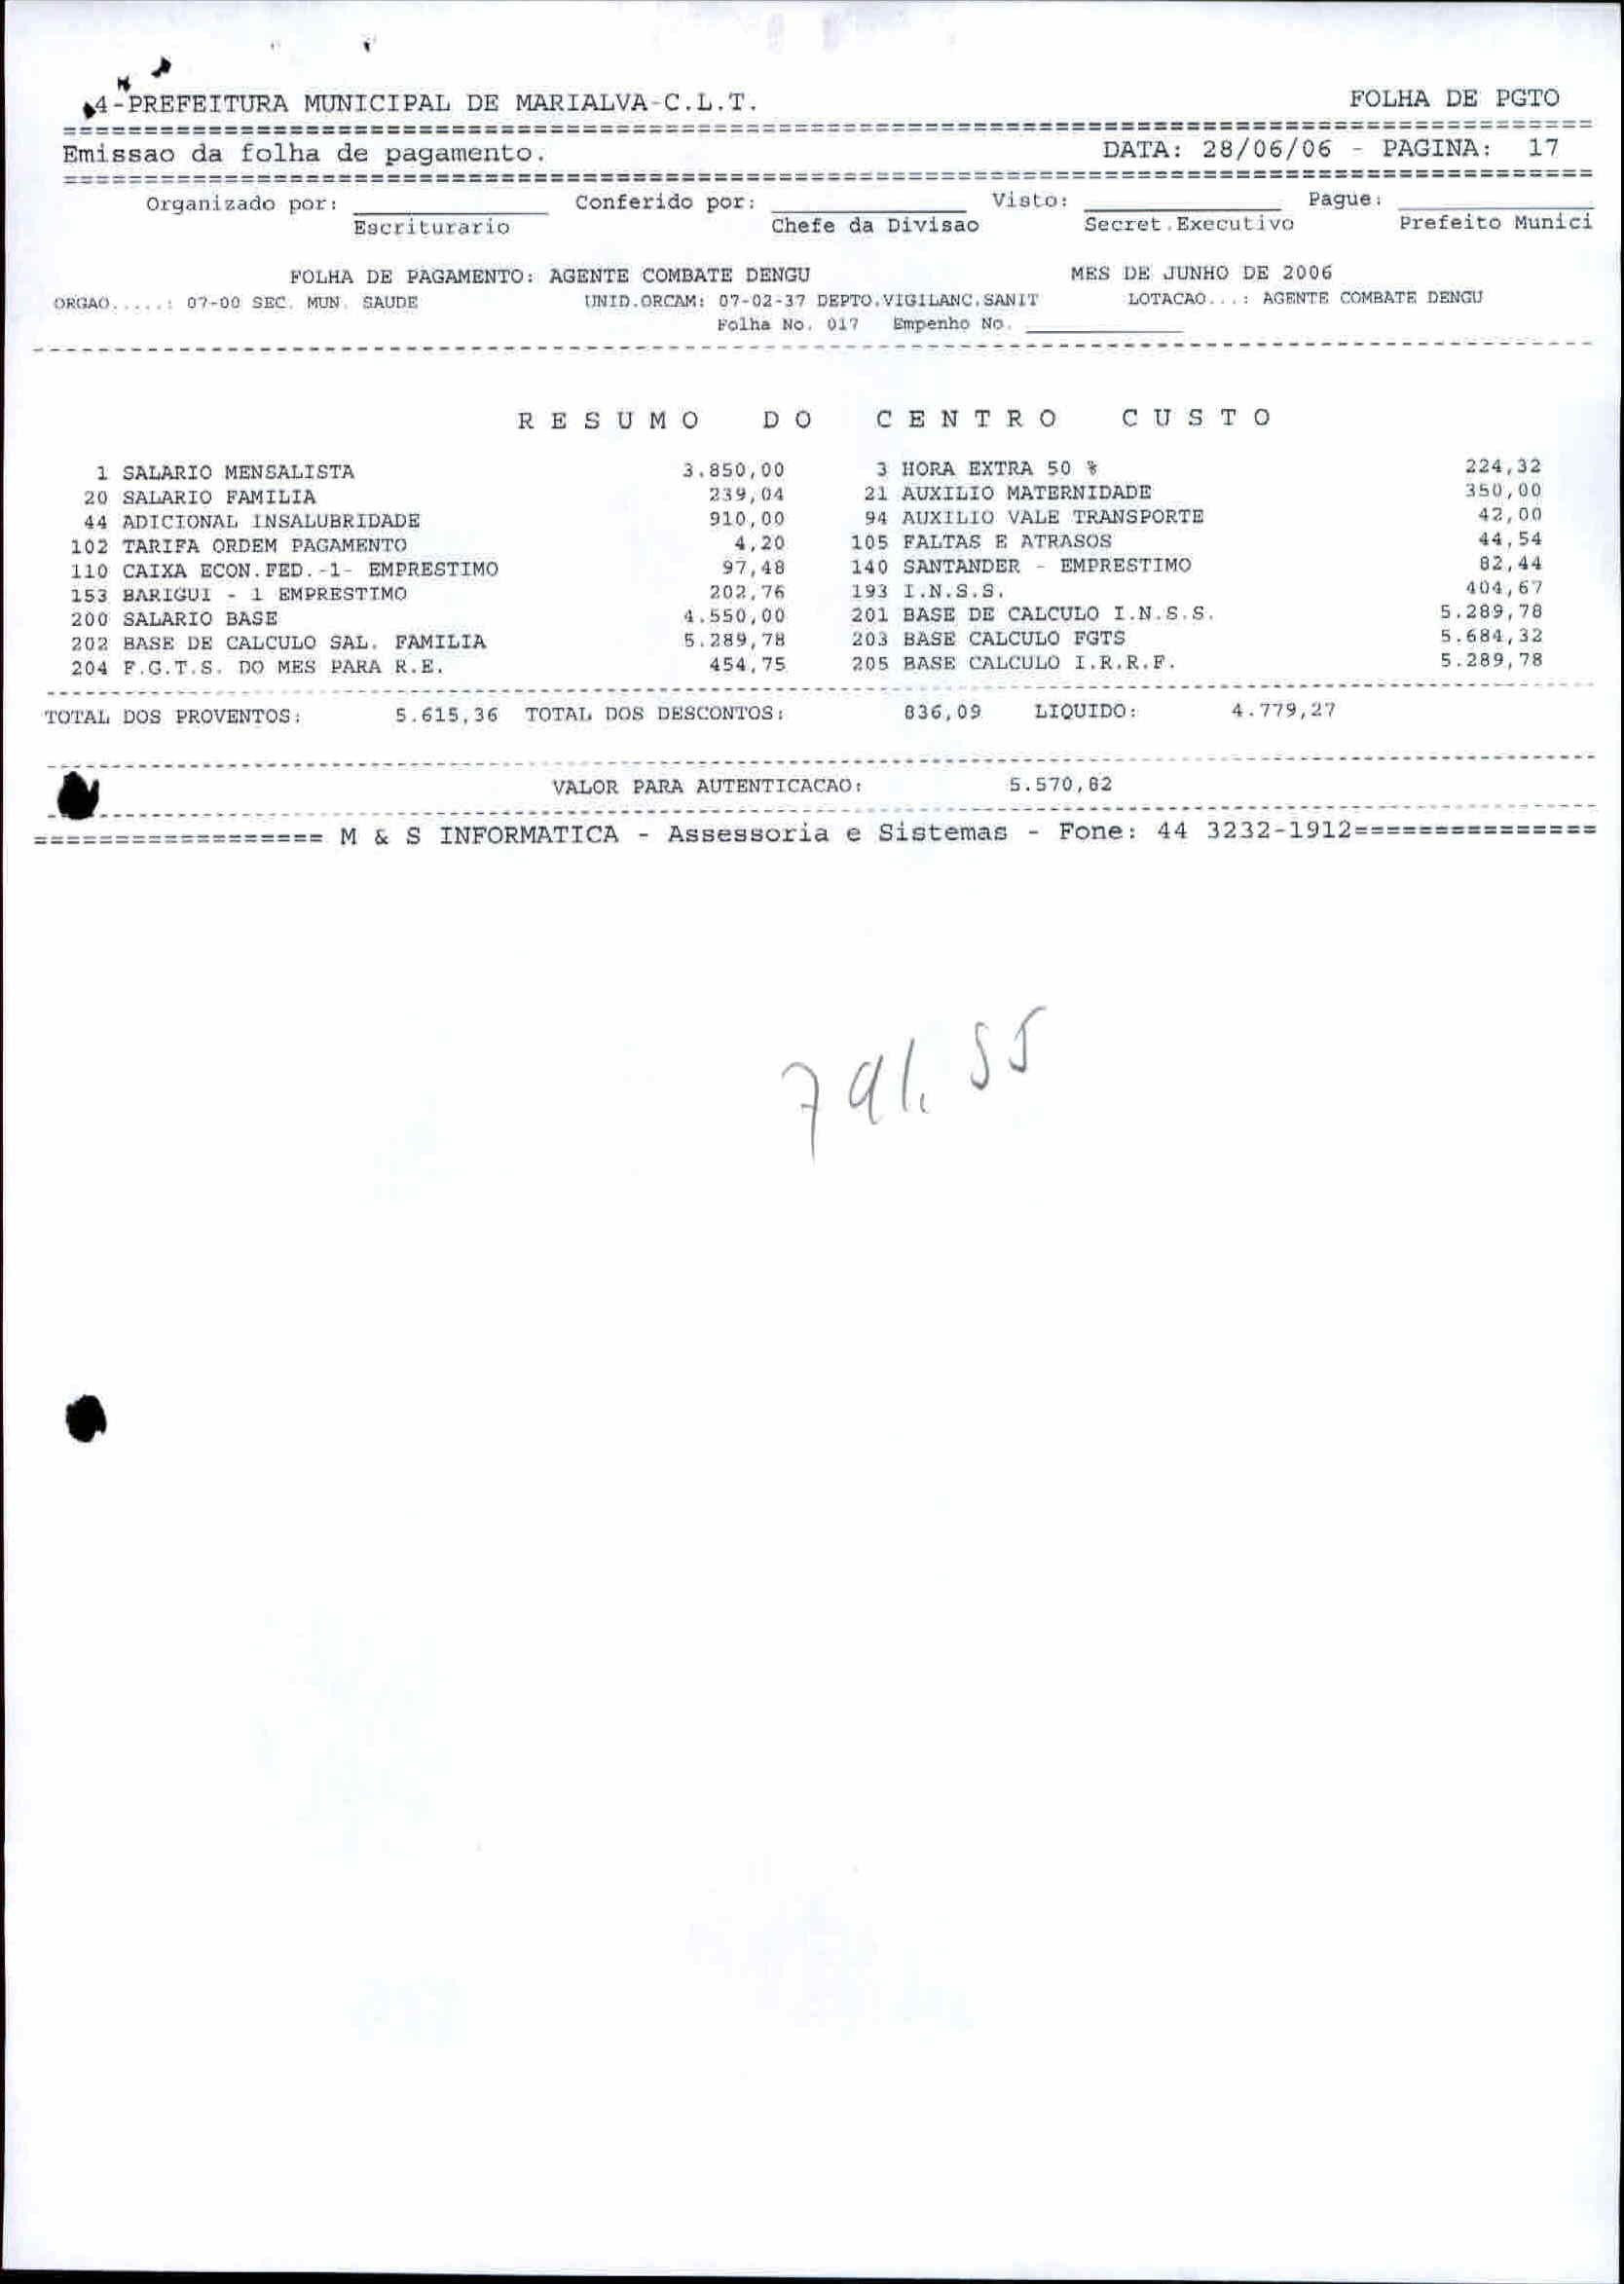 4-PREFEITURA MUNICIPAL DE MARIALVA-C.L.T. FOLHA DE PGTO
================================================================================
Emissao da folha de pagamento. DATA: 28/06/06 - PAGINA: 17
================================================================================
Organizado por: ____________ Conferido por: ____________ Visto: ____________ Pague: ____________
Escriturario Chefe da Divisao Secret.Executivo Prefeito Munici
FOLHA DE PAGAMENTO: AGENTE COMBATE DENGU MES DE JUNHO DE 2006
ORGAO.....: 07-00 SEC. MUN. SAUDE UNID.ORCAM: 07-02-37 DEPTO.VIGILANC.SANIT LOTACAO...: AGENTE COMBATE DENGU
Folha No. 017 Empenho No. ____________
R E S U M O D O C E N T R O C U S T O
1 SALARIO MENSALISTA 3.850,00 3 HORA EXTRA 50 % 224,32
20 SALARIO FAMILIA 239,04 21 AUXILIO MATERNIDADE 350,00
44 ADICIONAL INSALUBRIDADE 910,00 94 AUXILIO VALE TRANSPORTE 42,00
102 TARIFA ORDEM PAGAMENTO 4,20 105 FALTAS E ATRASOS 44,54
110 CAIXA ECON.FED.-1- EMPRESTIMO 97,48 140 SANTANDER - EMPRESTIMO 82,44
153 BARIGUI - 1 EMPRESTIMO 202,76 193 I.N.S.S. 404,67
200 SALARIO BASE 4.550,00 201 BASE DE CALCULO I.N.S.S. 5.289,78
202 BASE DE CALCULO SAL. FAMILIA 5.289,78 203 BASE CALCULO FGTS 5.684,32
204 F.G.T.S. DO MES PARA R.E. 454,75 205 BASE CALCULO I.R.R.F. 5.289,78
TOTAL DOS PROVENTOS: 5.615,36 TOTAL DOS DESCONTOS: 836,09 LIQUIDO: 4.779,27
VALOR PARA AUTENTICACAO: 5.570,82
================== M & S INFORMATICA - Assessoria e Sistemas - Fone: 44 3232-1912===============
791.55